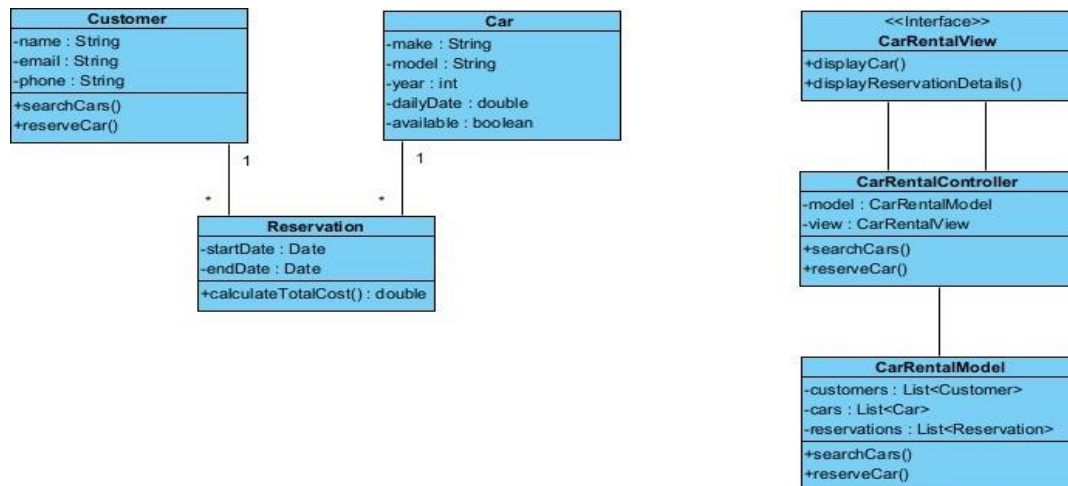 Customer
-name : String
-email : String
-phone : String
+searchCars()
+reserveCar()
Car
-make : String
-model : String
-year : int
-dailyDate : double
-available : boolean
1
*
1
*
Reservation
-startDate : Date
-endDate : Date
+calculateTotalCost() : double
<<Interface>>
CarRentalView
+displayCar()
+displayReservationDetails()
CarRentalController
-model : CarRentalModel
-view : CarRentalView
+searchCars()
+reserveCar()
CarRentalModel
-customers : List<Customer>
-cars : List<Car>
-reservations : List<Reservation>
+searchCars()
+reserveCar()